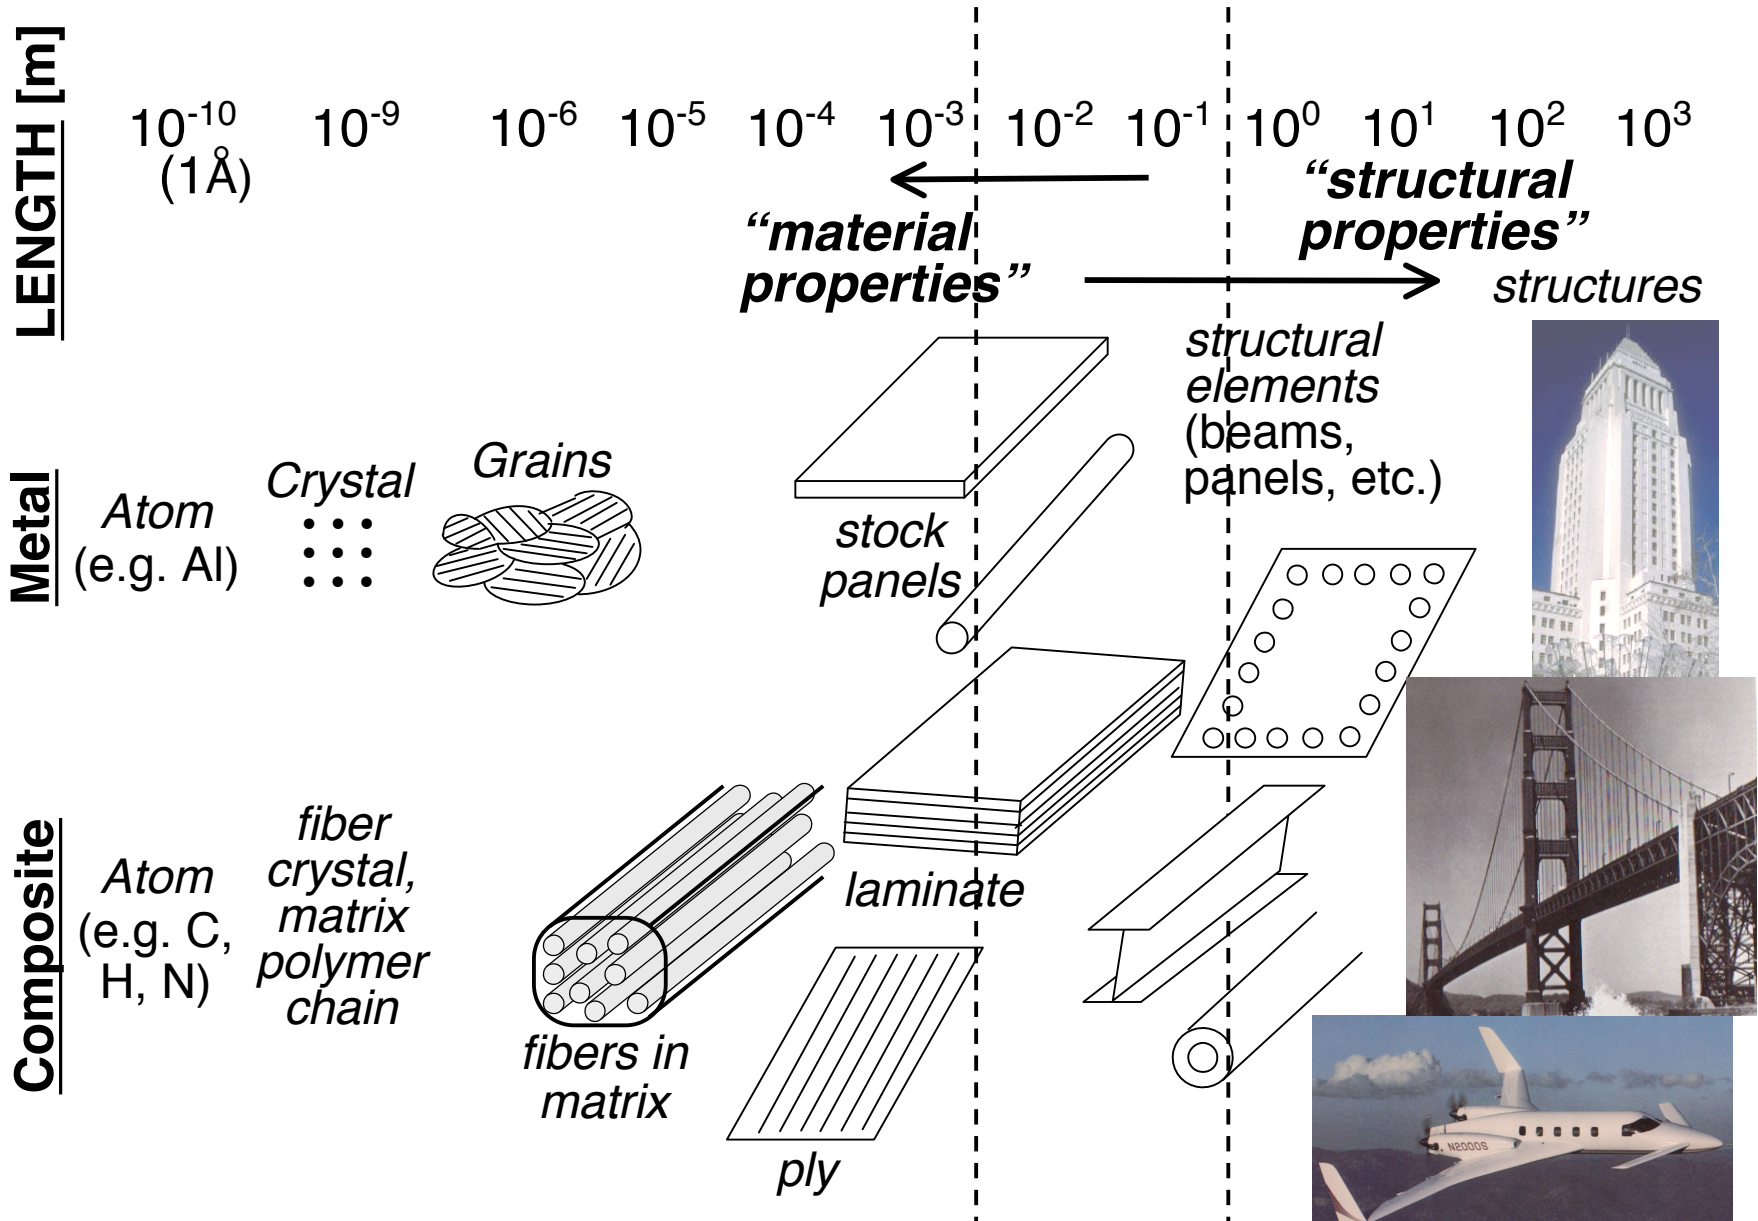 LENGTH [m]
10⁻¹⁰ 10⁻⁹ 10⁻⁶ 10⁻⁵ 10⁻⁴ 10⁻³ 10⁻² 10⁻¹ 10⁰ 10¹ 10² 10³
(1Å)
“material
properties”
“structural
properties”
structures
structural
elements
(beams,
panels, etc.)
Metal
Atom
(e.g. Al)
Crystal
Grains
stock
panels
Composite
Atom
(e.g. C,
H, N)
fiber
crystal,
matrix
polymer
chain
fibers in
matrix
laminate
ply
N2000S